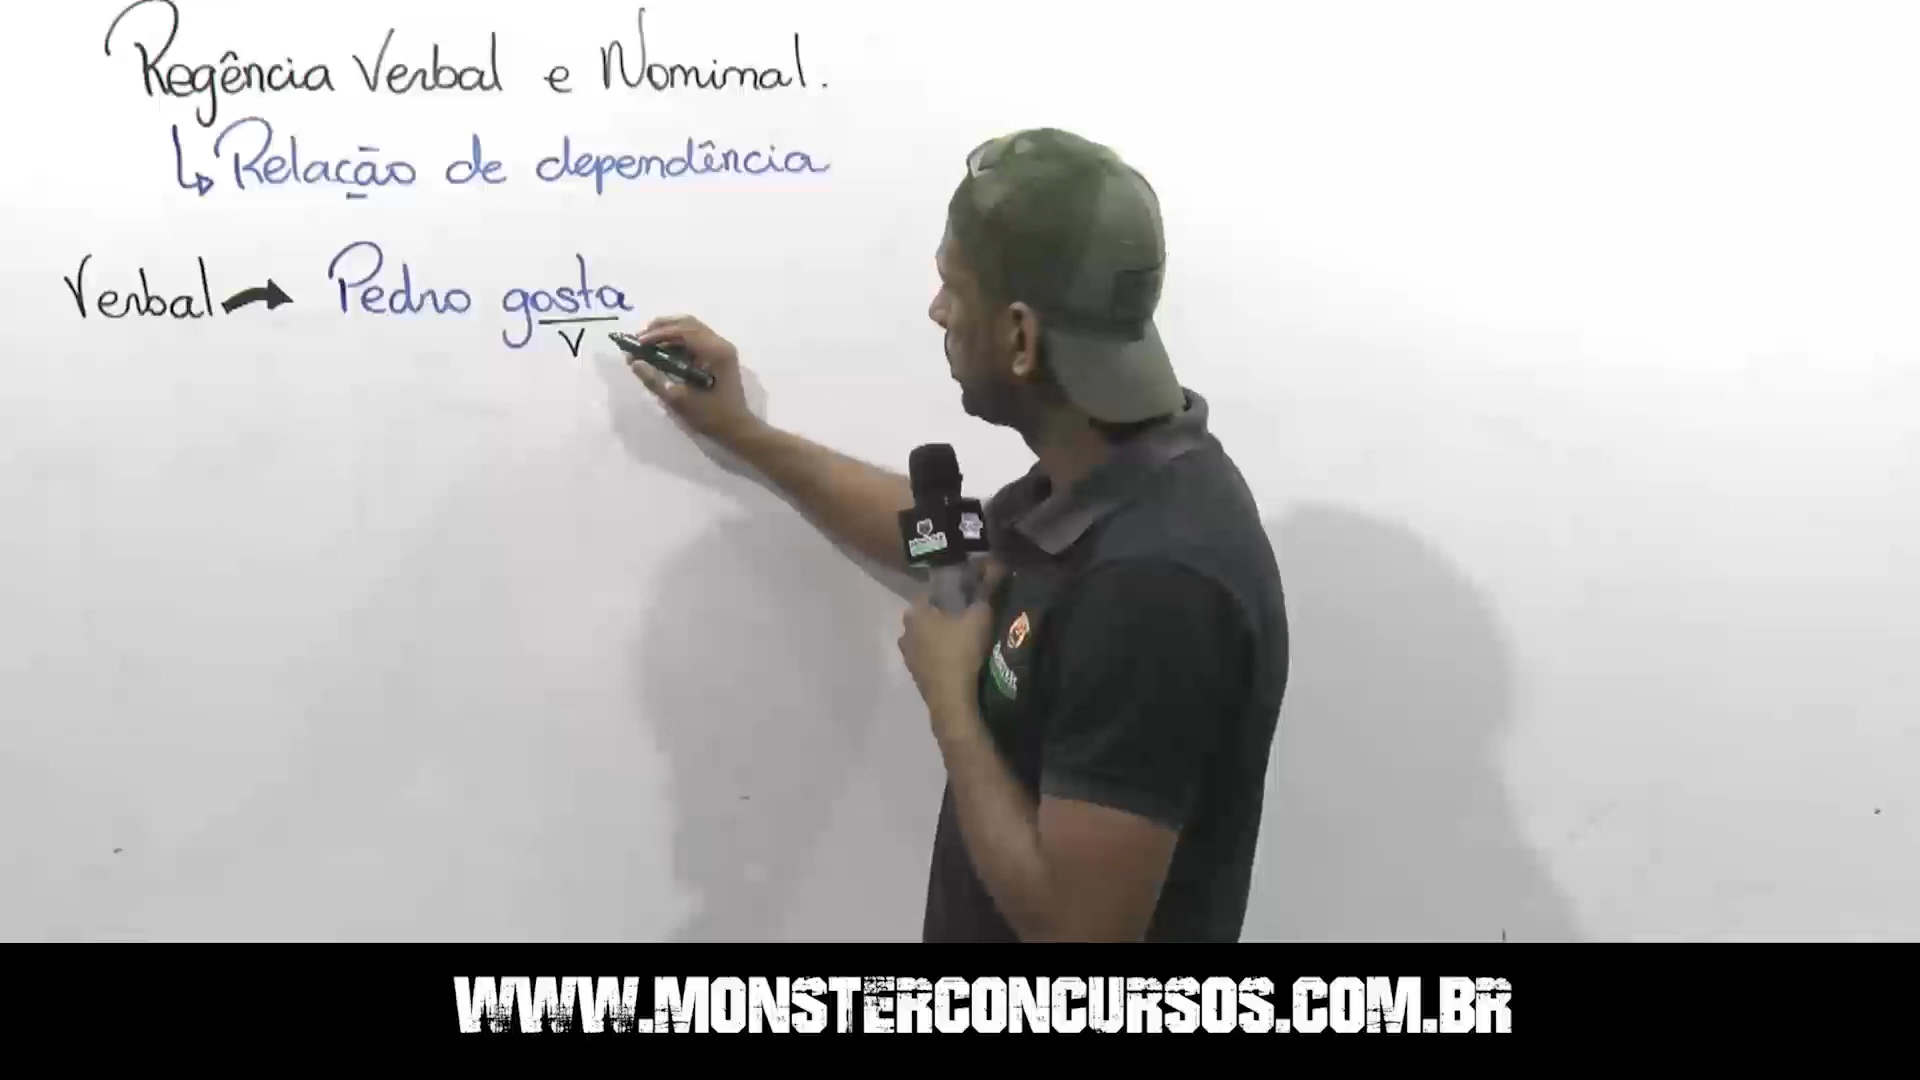 Regência Verbal e Nominal.
↳ Relação de dependência
Verbal → Pedro gosta
V
WWW.MONSTERCONCURSOS.COM.BR